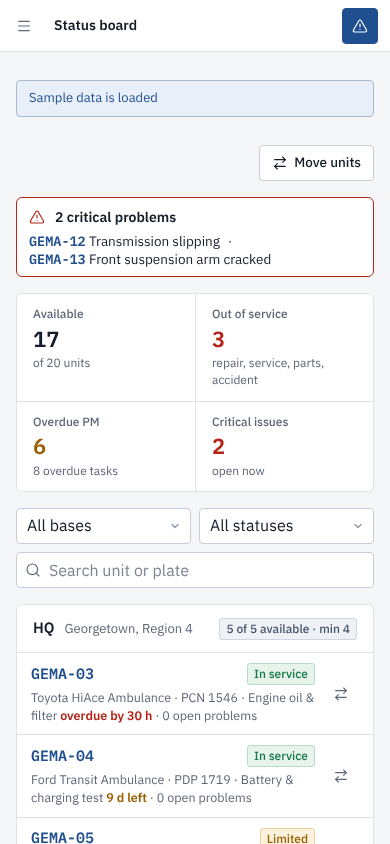 Status board
Sample data is loaded
Move units
2 critical problems
GEMA-12 Transmission slipping ·
GEMA-13 Front suspension arm cracked
Available
17
of 20 units
Out of service
3
repair, service, parts,
accident
Overdue PM
6
8 overdue tasks
Critical issues
2
open now
All bases
All statuses
Search unit or plate
HQ Georgetown, Region 4 5 of 5 available · min 4
GEMA-03 In service
Toyota HiAce Ambulance · PCN 1546 · Engine oil &
filter overdue by 30 h · 0 open problems
GEMA-04 In service
Ford Transit Ambulance · PDP 1719 · Battery &
charging test 9 d left · 0 open problems
GEMA-05 Limited